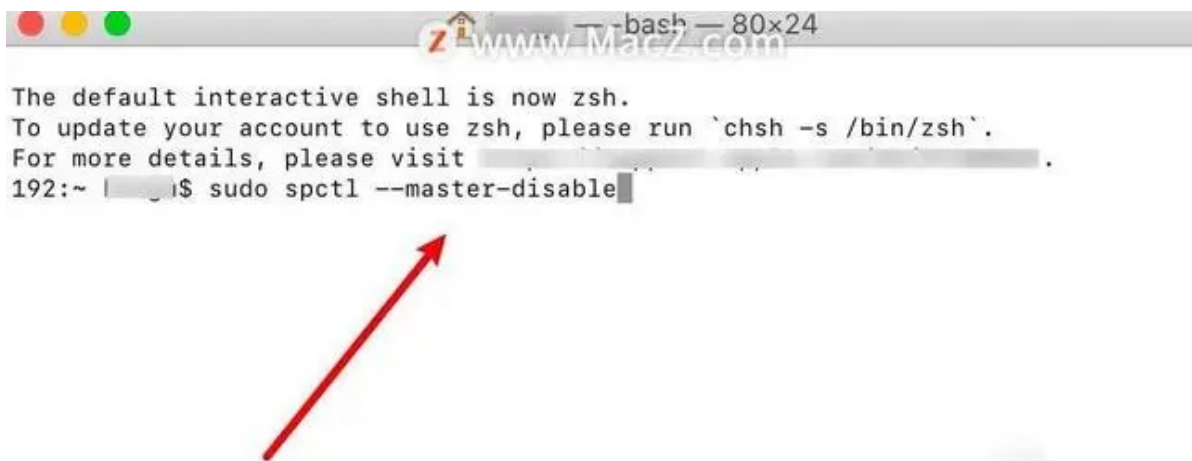 -bash — 80×24
Z www.MacZ.com
The default interactive shell is now zsh.
To update your account to use zsh, please run `chsh -s /bin/zsh`.
For more details, please visit .
192:~ $ sudo spctl --master-disable